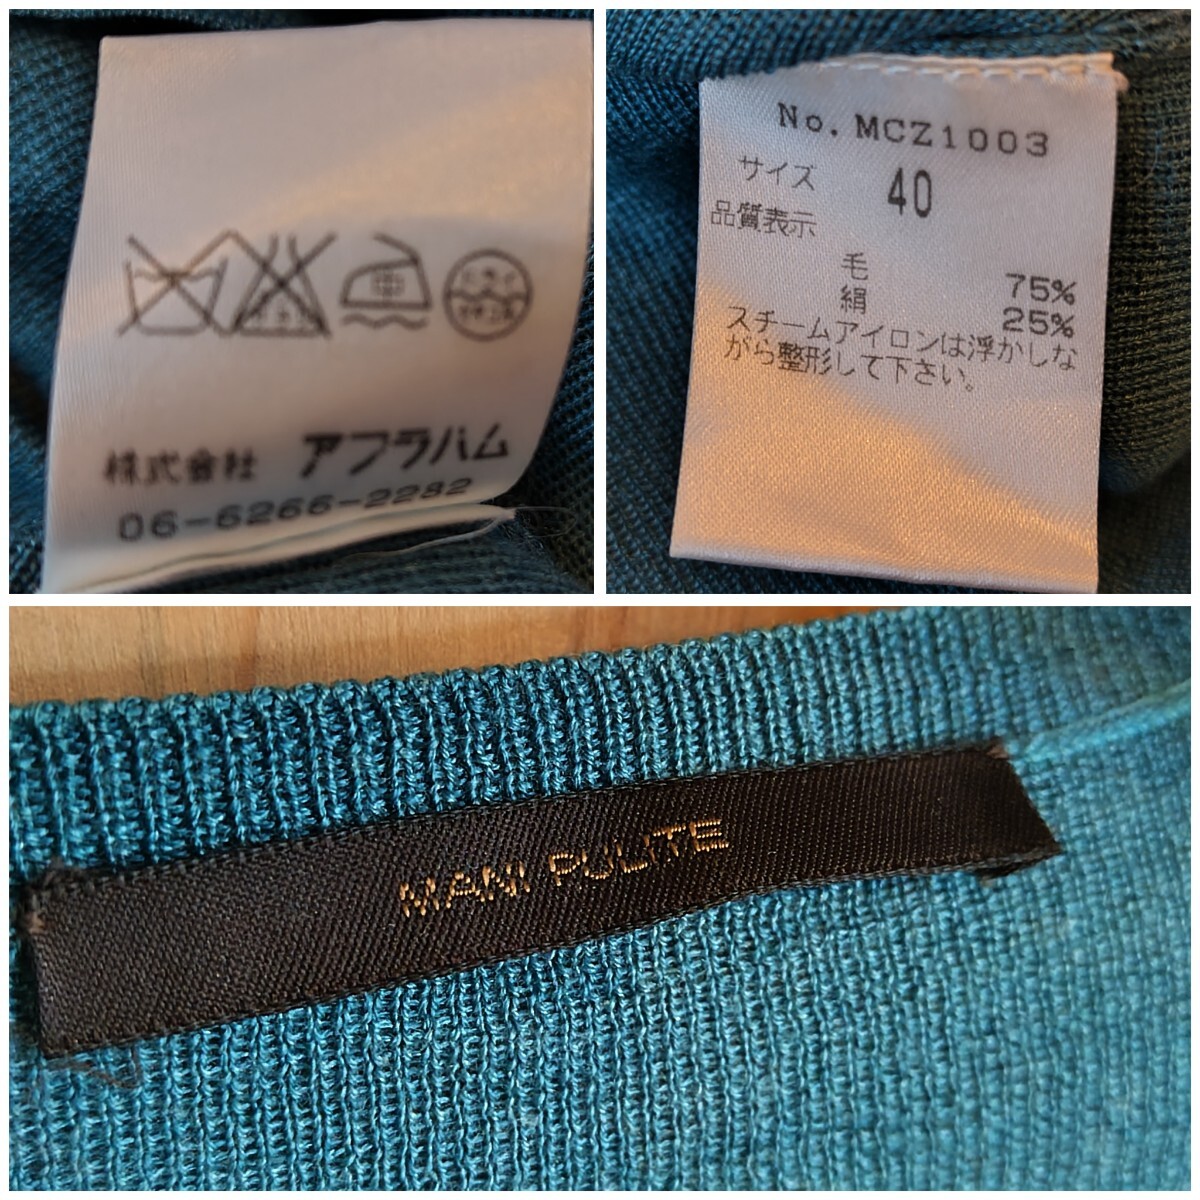 中
株式会社 アフラハム
06-6266-2282
No. MCZ1003
サイズ 40
品質表示
毛 75%
絹 25%
スチームアイロンは浮かしな
がら整形して下さい。
MANI PULITE